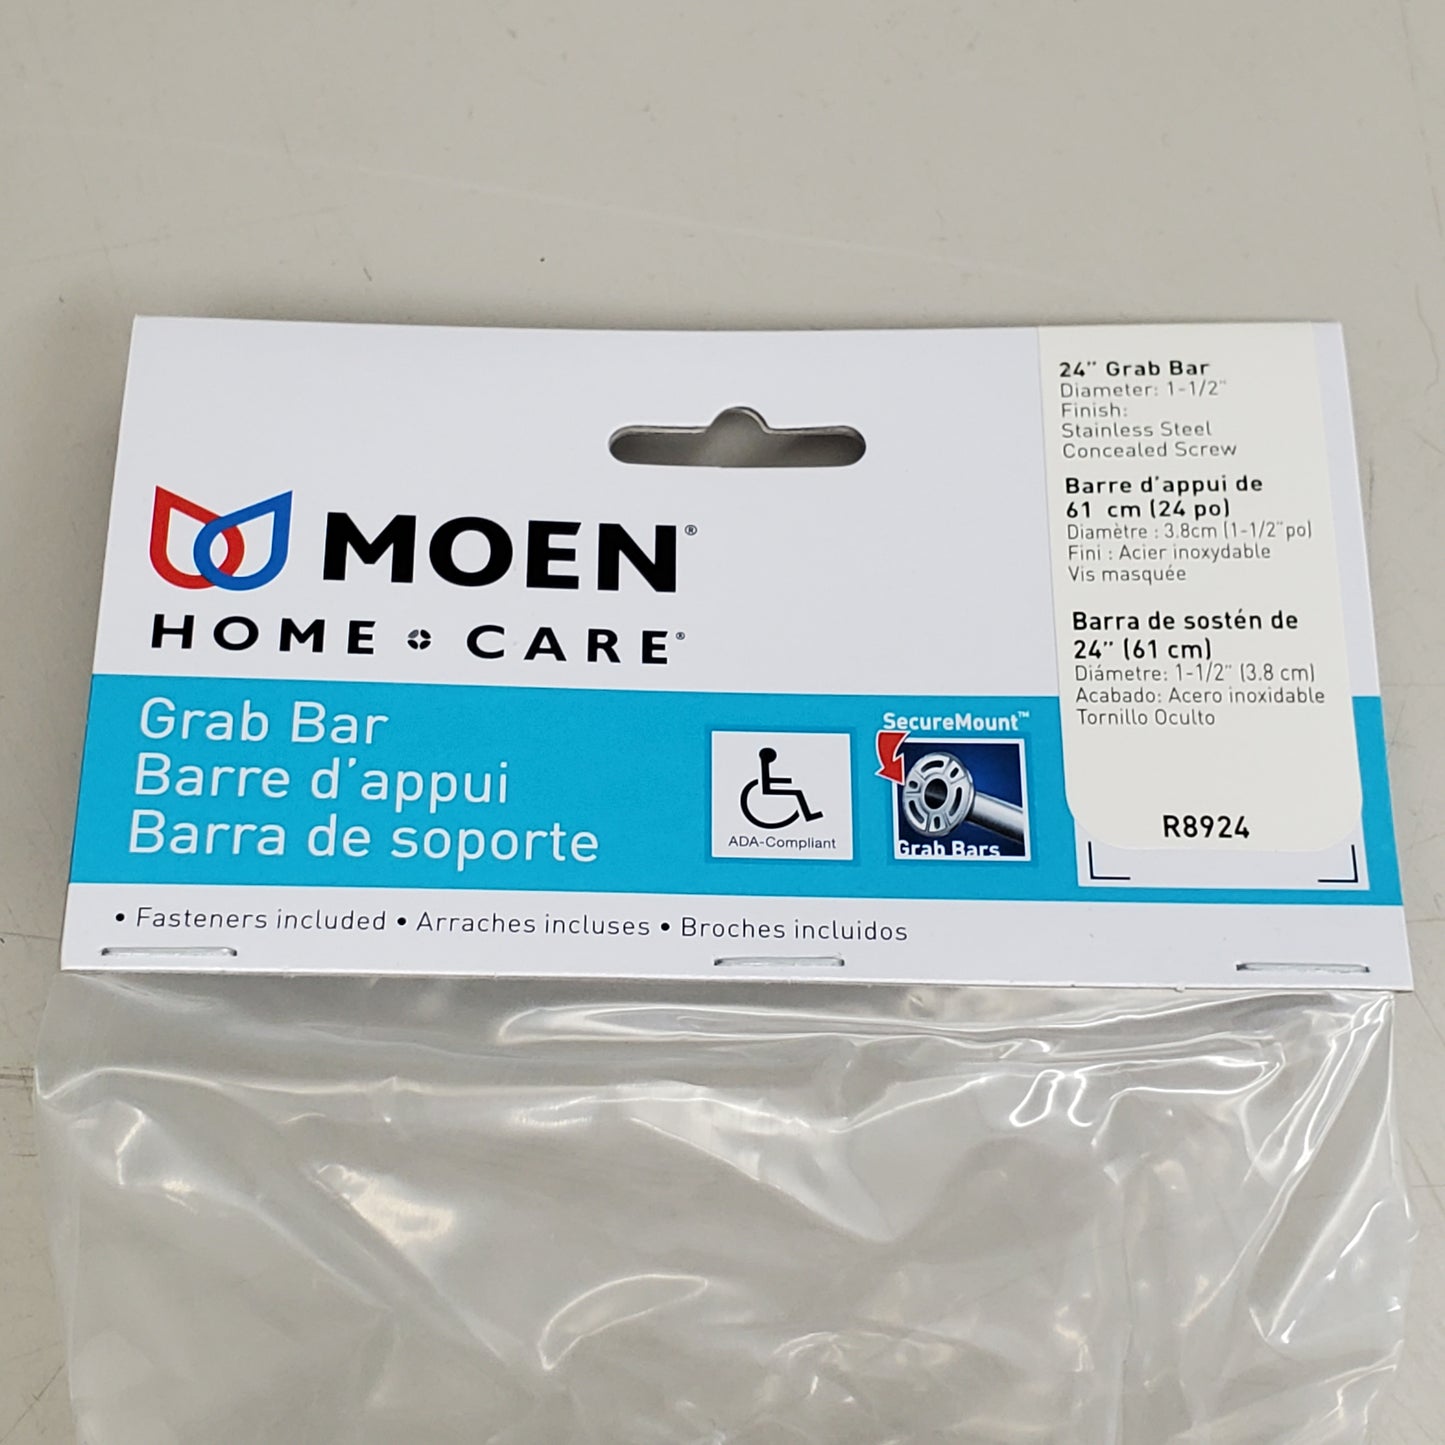 MOEN®
HOME CARE®
Grab Bar
Barre d'appui
Barra de soporte
ADA-Compliant
SecureMount™
Grab Bars
• Fasteners included • Arraches incluses • Broches incluidos
24" Grab Bar
Diameter: 1-1/2"
Finish:
Stainless Steel
Concealed Screw
Barre d'appui de
61 cm (24 po)
Diamètre : 3.8cm (1-1/2"po)
Fini : Acier inoxydable
Vis masquée
Barra de sostén de
24" (61 cm)
Diámetre: 1-1/2" (3.8 cm)
Acabado: Acero inoxidable
Tornillo Oculto
R8924